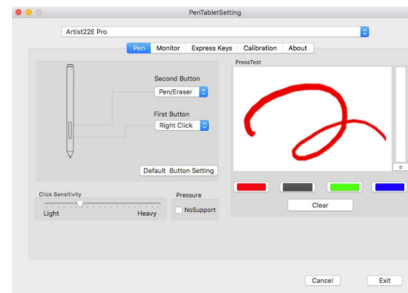 PenTabletSetting
Artist22E Pro
Pen Monitor Express Keys Calibration About
Second Button
Pen/Eraser
First Button
Right Click
Default Button Setting
Click Sensitivity
Light Heavy
Pressure
NoSupport
PressTest
0
Clear
Cancel Exit